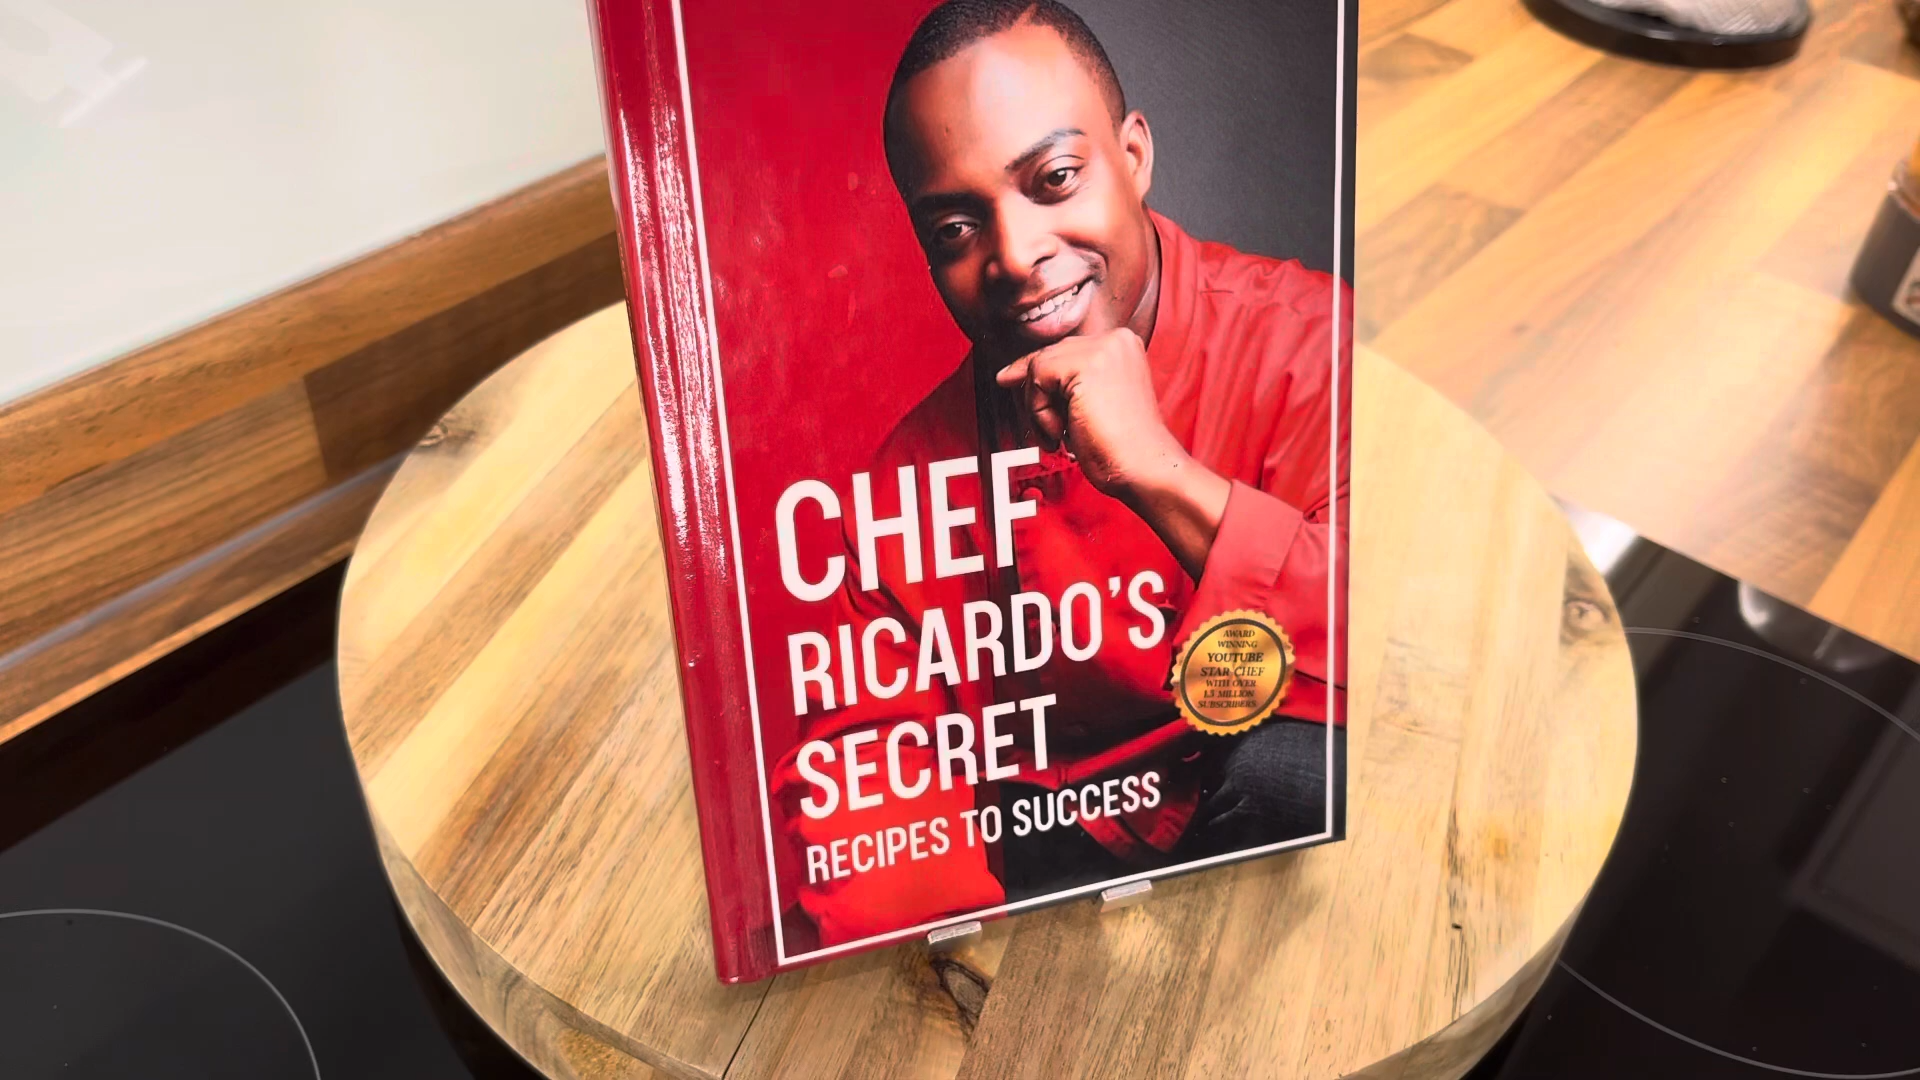 CHEF
RICARDO'S
SECRET
RECIPES TO SUCCESS
AWARD
WINNING
YOUTUBE
STAR CHEF
WITH OVER
1.5 MILLION
SUBSCRIBERS